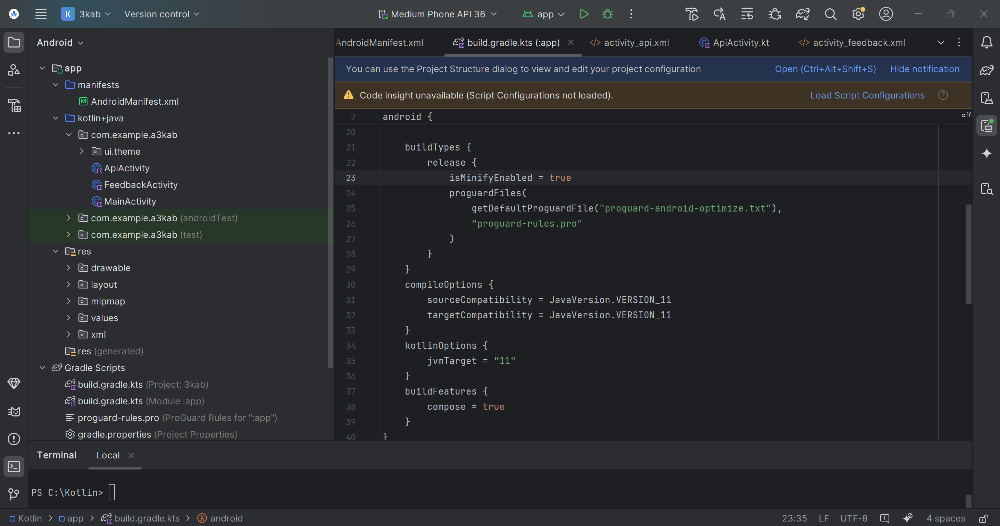 K 3kab Version control Medium Phone API 36 app
Android
app
manifests
AndroidManifest.xml
kotlin+java
com.example.a3kab
ui.theme
ApiActivity
FeedbackActivity
MainActivity
com.example.a3kab (androidTest)
com.example.a3kab (test)
res
drawable
layout
mipmap
values
xml
res (generated)
Gradle Scripts
build.gradle.kts (Project: 3kab)
build.gradle.kts (Module :app)
proguard-rules.pro (ProGuard Rules for ":app")
gradle.properties (Project Properties)
AndroidManifest.xml build.gradle.kts (:app) activity_api.xml ApiActivity.kt activity_feedback.xml
You can use the Project Structure dialog to view and edit your project configuration Open (Ctrl+Alt+Shift+S) Hide notification
Code insight unavailable (Script Configurations not loaded). Load Script Configurations
7 android { off
20
21 buildTypes {
22 release {
23 isMinifyEnabled = true
24 proguardFiles(
25 getDefaultProguardFile("proguard-android-optimize.txt"),
26 "proguard-rules.pro"
27 )
28 }
29 }
30 compileOptions {
31 sourceCompatibility = JavaVersion.VERSION_11
32 targetCompatibility = JavaVersion.VERSION_11
33 }
34 kotlinOptions {
35 jvmTarget = "11"
36 }
37 buildFeatures {
38 compose = true
39 }
40 }
Terminal Local
PS C:\Kotlin>
Kotlin > app > build.gradle.kts > android 23:35 LF UTF-8 4 spaces